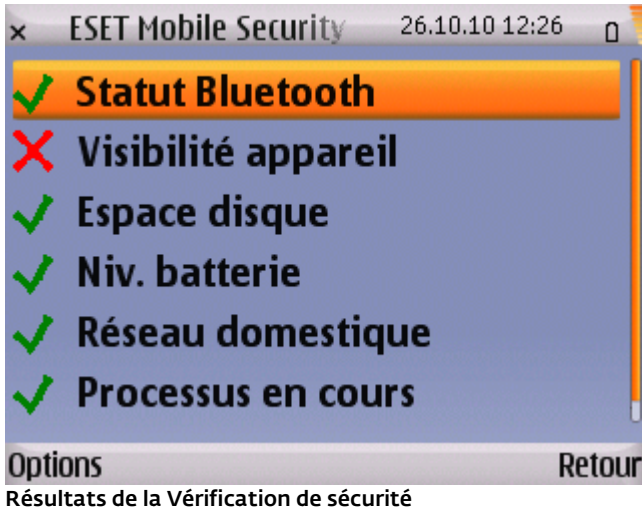 ESET Mobile Security 26.10.10 12:26
Statut Bluetooth
Visibilité appareil
Espace disque
Niv. batterie
Réseau domestique
Processus en cours
Options Retour
Résultats de la Vérification de sécurité